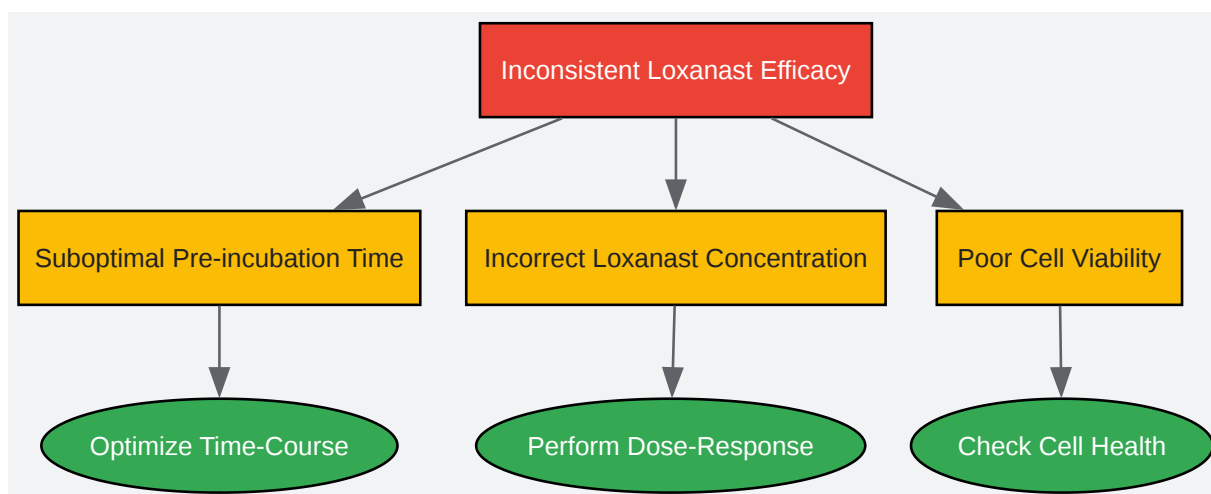 Inconsistent Loxanast Efficacy
Suboptimal Pre-incubation Time
Incorrect Loxanast Concentration
Poor Cell Viability
Optimize Time-Course
Perform Dose-Response
Check Cell Health